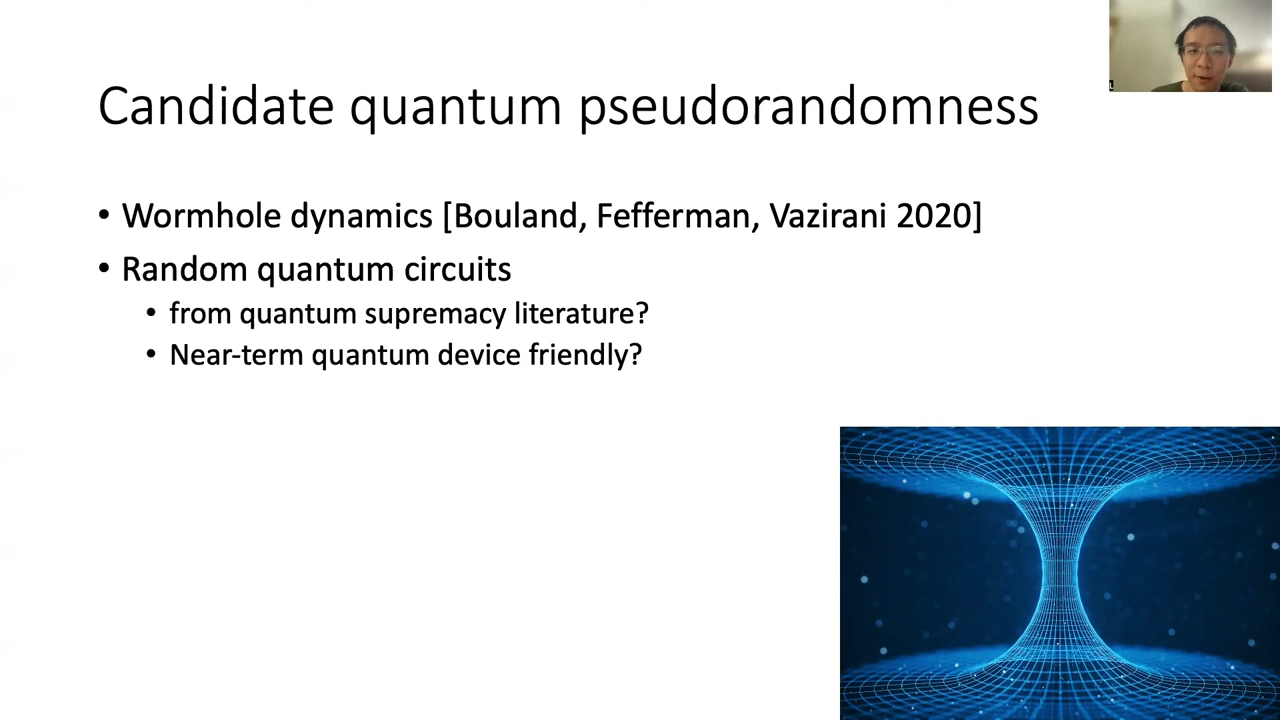 Candidate quantum pseudorandomness
• Wormhole dynamics [Bouland, Fefferman, Vazirani 2020]
• Random quantum circuits
• from quantum supremacy literature?
• Near-term quantum device friendly?